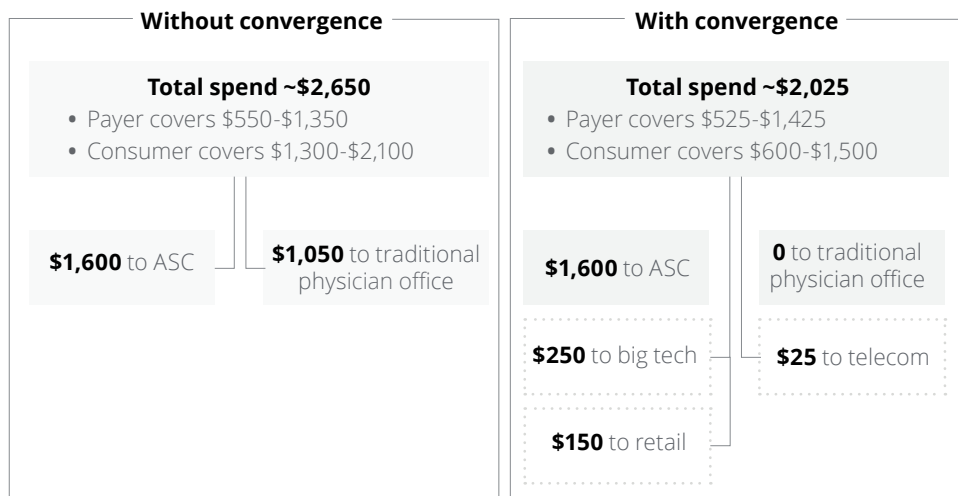 Without convergence
Total spend ~$2,650
• Payer covers $550-$1,350
• Consumer covers $1,300-$2,100
$1,600 to ASC
$1,050 to traditional
physician office
With convergence
Total spend ~$2,025
• Payer covers $525-$1,425
• Consumer covers $600-$1,500
$1,600 to ASC
0 to traditional
physician office
$250 to big tech
$25 to telecom
$150 to retail